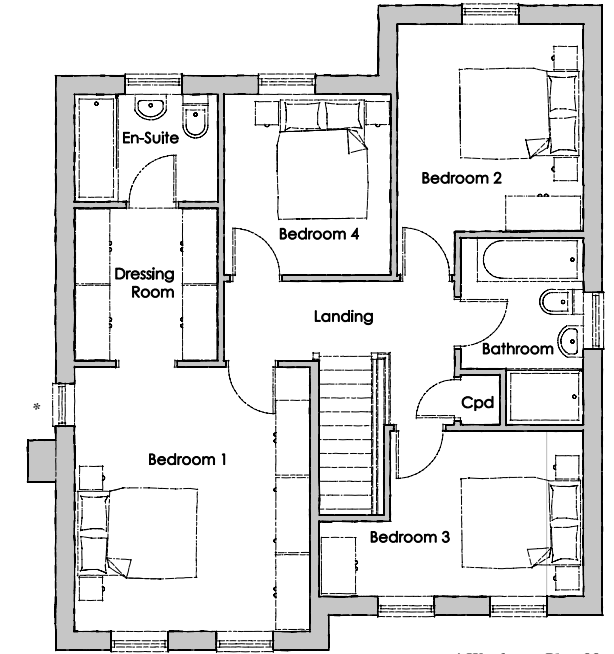 En-Suite
Bedroom 2
Bedroom 4
Dressing
Room
Landing
Bathroom
Cpd
*
Bedroom 1
Bedroom 3